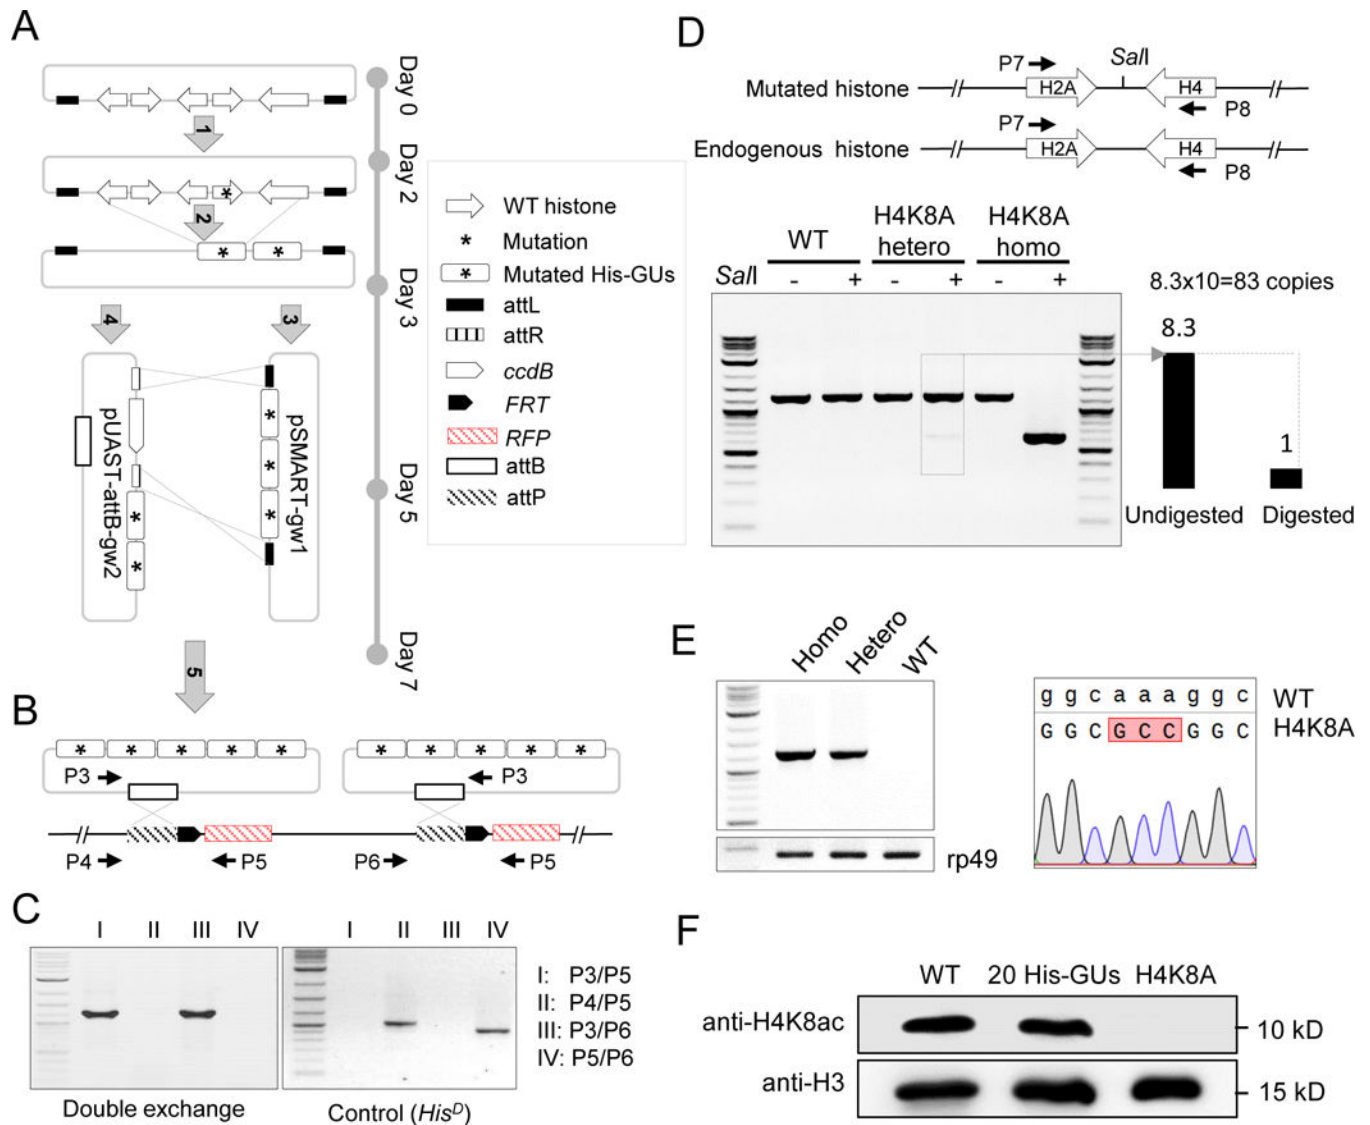 A
Day 0
Day 2
Day 3
Day 5
Day 7
1
*
2
* *
4
3
pUAST-attB-gw2
* *
pSMART-gw1
* * *
5
WT histone
* Mutation
* Mutated His-GUs
attL
attR
ccdB
FRT
RFP
attB
attP
B
* * * * *
* * * * *
P3
P3
P4
P5
P6
P5
C
I II III IV
I II III IV
I: P3/P5
II: P4/P5
III: P3/P6
IV: P5/P6
Double exchange
Control (HisD)
D
P7
SalI
Mutated histone
H2A
H4
P8
P7
Endogenous histone
H2A
H4
P8
WT
H4K8A hetero
H4K8A homo
SalI - + - + - +
8.3x10=83 copies
8.3
1
Undigested
Digested
E
Homo
Hetero
WT
rp49
g g c a a a g g c WT
G G C G C C G G C H4K8A
F
WT 20 His-GUs H4K8A
anti-H4K8ac
10 kD
anti-H3
15 kD